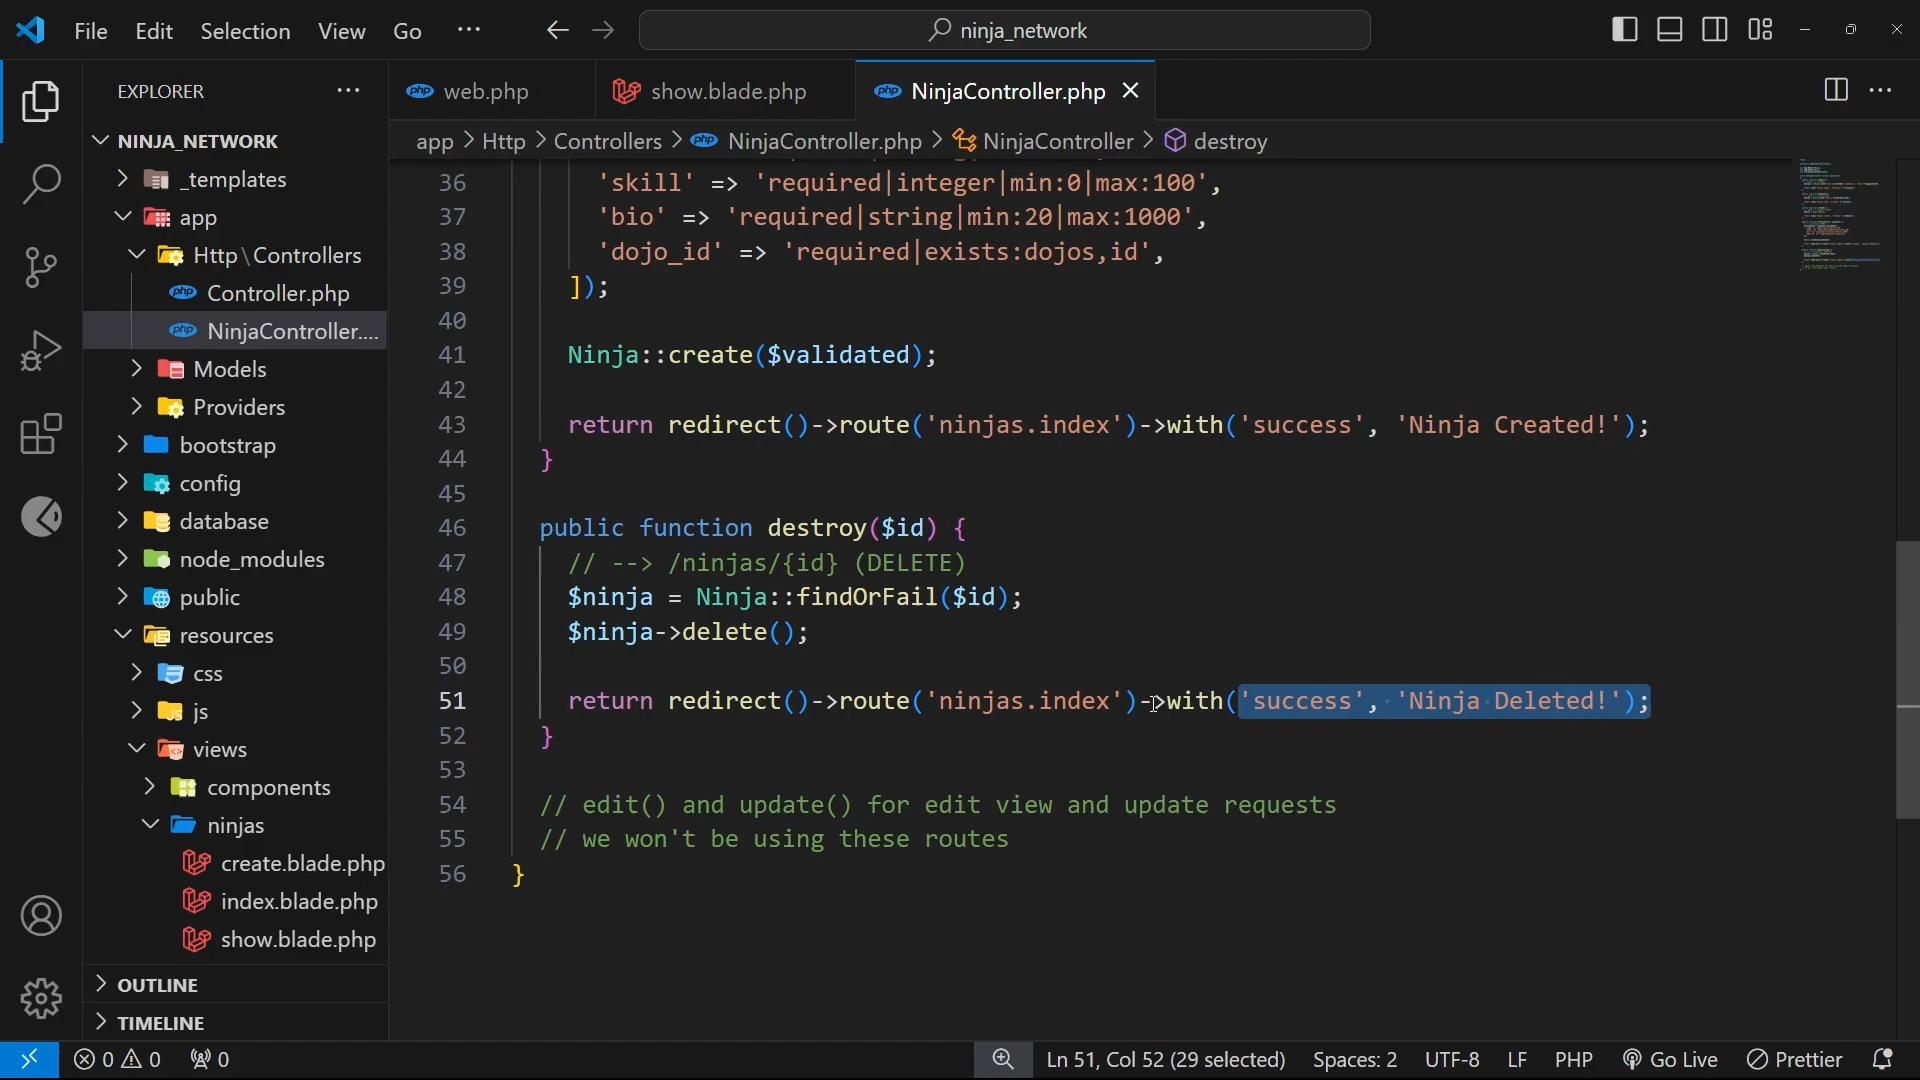 File Edit Selection View Go ··· ninja_network
EXPLORER
web.php show.blade.php NinjaController.php
NINJA_NETWORK
app > Http > Controllers > NinjaController.php > NinjaController > destroy
_templates
app
Http\Controllers
Controller.php
NinjaController....
Models
Providers
bootstrap
config
database
node_modules
public
resources
css
js
views
components
ninjas
create.blade.php
index.blade.php
show.blade.php
OUTLINE
TIMELINE
36 'skill' => 'required|integer|min:0|max:100',
37 'bio' => 'required|string|min:20|max:1000',
38 'dojo_id' => 'required|exists:dojos,id',
39 ]);
40
41 Ninja::create($validated);
42
43 return redirect()->route('ninjas.index')->with('success', 'Ninja Created!');
44 }
45
46 public function destroy($id) {
47 // --> /ninjas/{id} (DELETE)
48 $ninja = Ninja::findOrFail($id);
49 $ninja->delete();
50
51 return redirect()->route('ninjas.index')->with('success', 'Ninja Deleted!');
52 }
53
54 // edit() and update() for edit view and update requests
55 // we won't be using these routes
56 }
0 0 0 Ln 51, Col 52 (29 selected) Spaces: 2 UTF-8 LF PHP Go Live Prettier